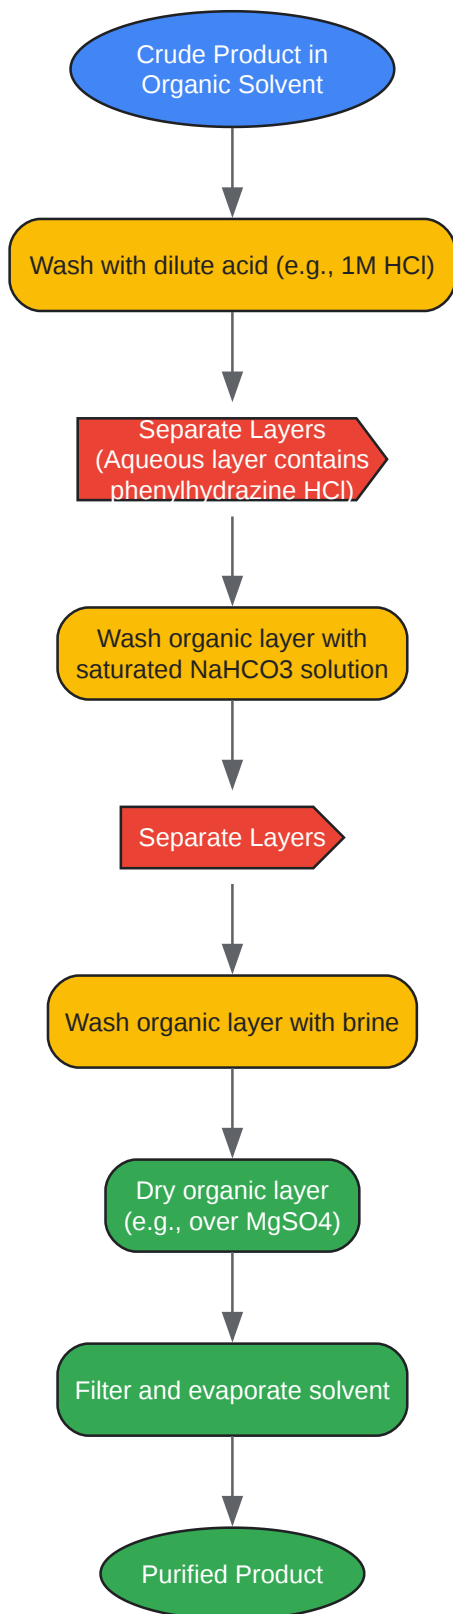 Crude Product in
Organic Solvent
Wash with dilute acid (e.g., 1M HCl)
Separate Layers
(Aqueous layer contains
phenylhydrazine HCl)
Wash organic layer with
saturated NaHCO3 solution
Separate Layers
Wash organic layer with brine
Dry organic layer
(e.g., over MgSO4)
Filter and evaporate solvent
Purified Product